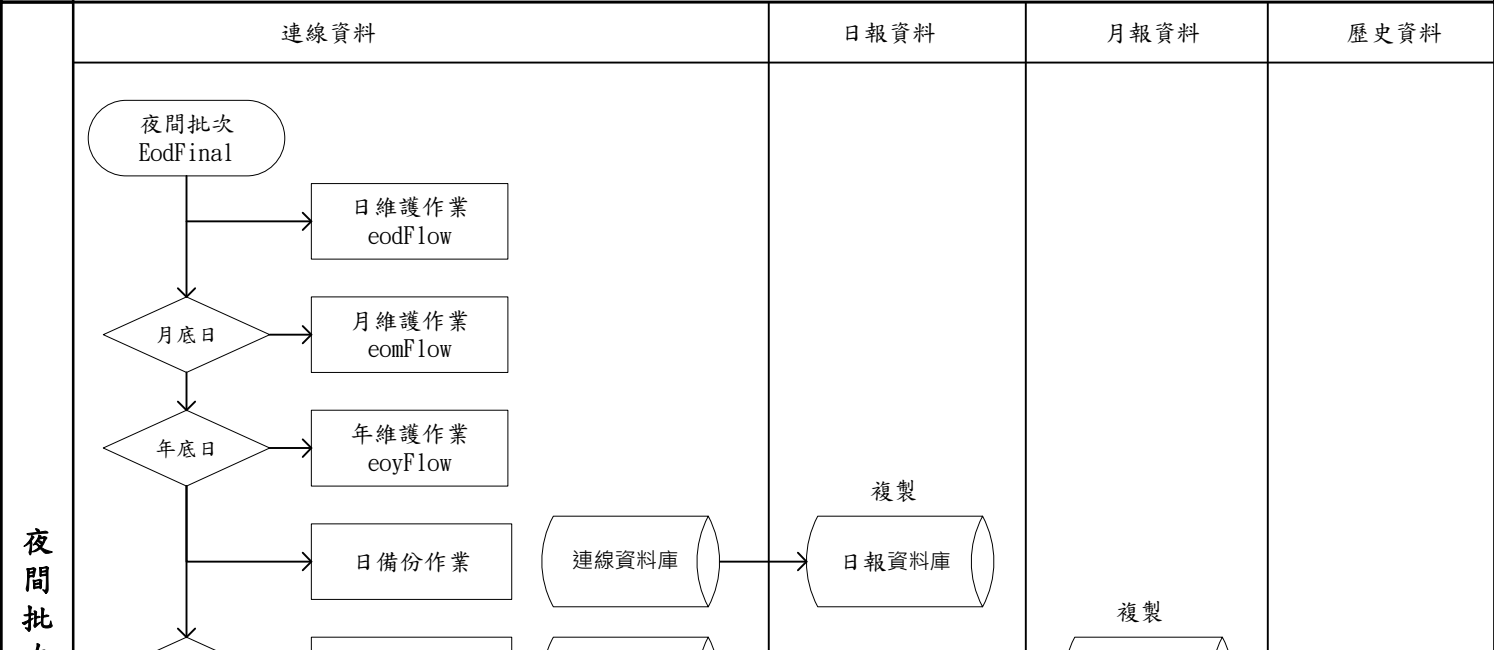 連線資料
日報資料
月報資料
歷史資料
夜間批次
EodFinal
日維護作業
eodFlow
月底日
月維護作業
eomFlow
年底日
年維護作業
eoyFlow
複製
日備份作業
連線資料庫
日報資料庫
複製
夜
間
批